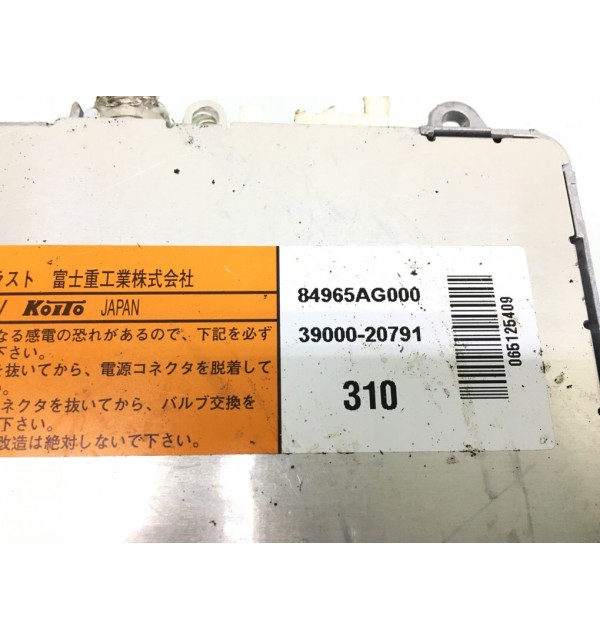 ラスト 富士重工業株式会社
V KOITO JAPAN
なる感電の恐れがあるので、下記を必ず
下さい。
を抜いてから、電源コネクタを脱着して
い。
コネクタを抜いてから、バルブ交換を
下さい。
改造は絶対しないで下さい。
84965AG000
39000-20791
310
065125409